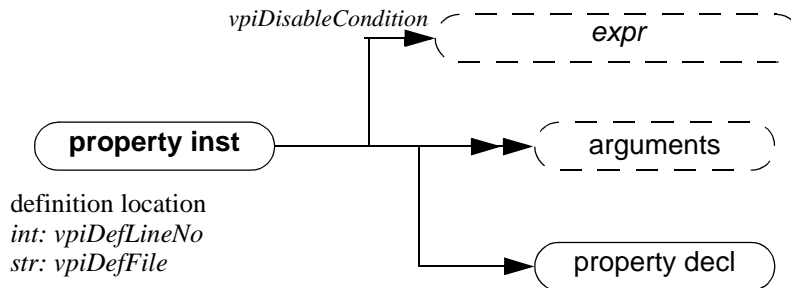 vpiDisableCondition
expr
property inst
arguments
definition location
int: vpiDefLineNo
str: vpiDefFile
property decl